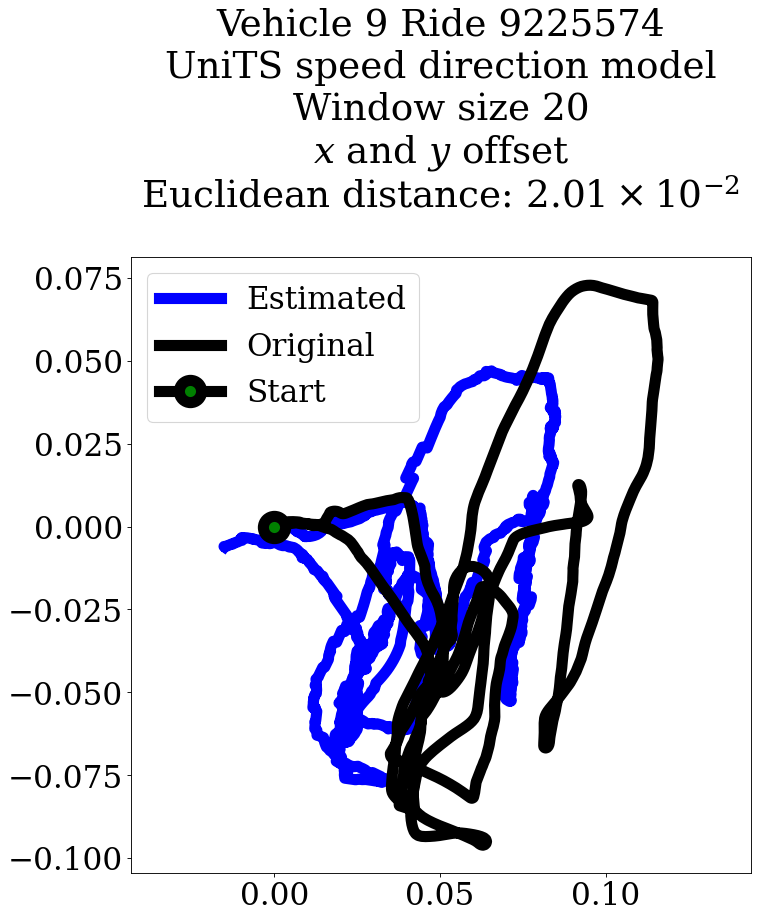 Vehicle 9 Ride 9225574
UniTS speed direction model
Window size 20
x and y offset
Euclidean distance: 2.01 × 10⁻²
Estimated
Original
Start
0.075
0.050
0.025
0.000
−0.025
−0.050
−0.075
−0.100
0.00 0.05 0.10